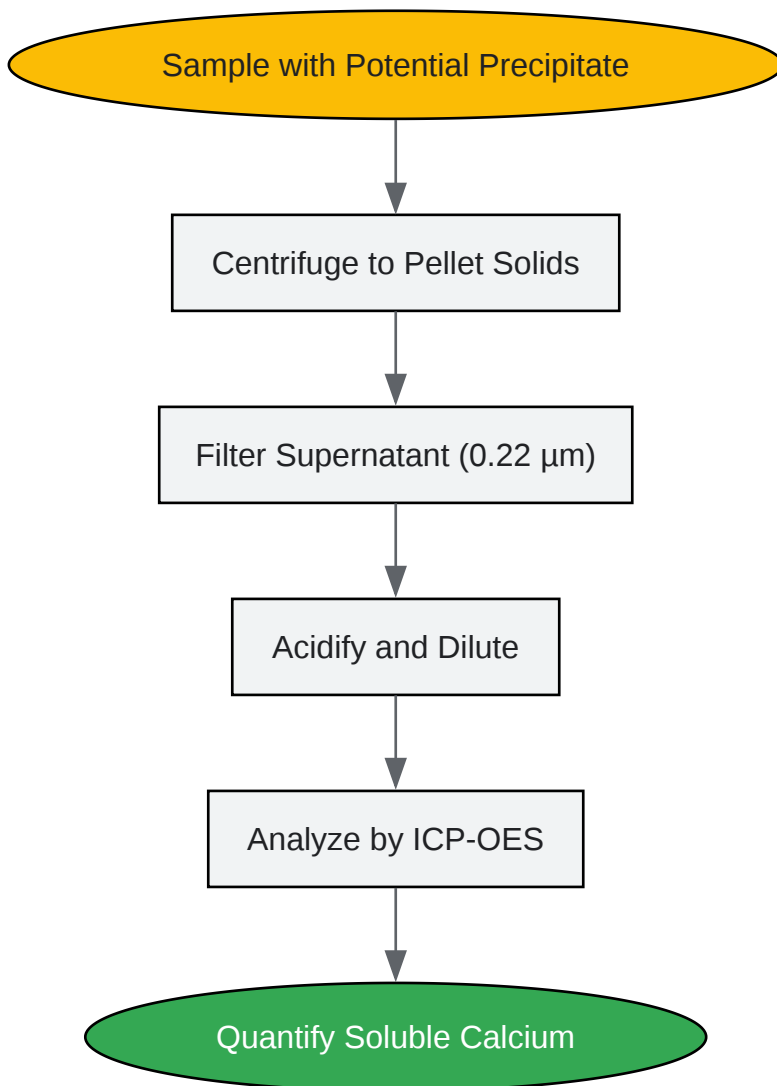 Sample with Potential Precipitate
Centrifuge to Pellet Solids
Filter Supernatant (0.22 µm)
Acidify and Dilute
Analyze by ICP-OES
Quantify Soluble Calcium